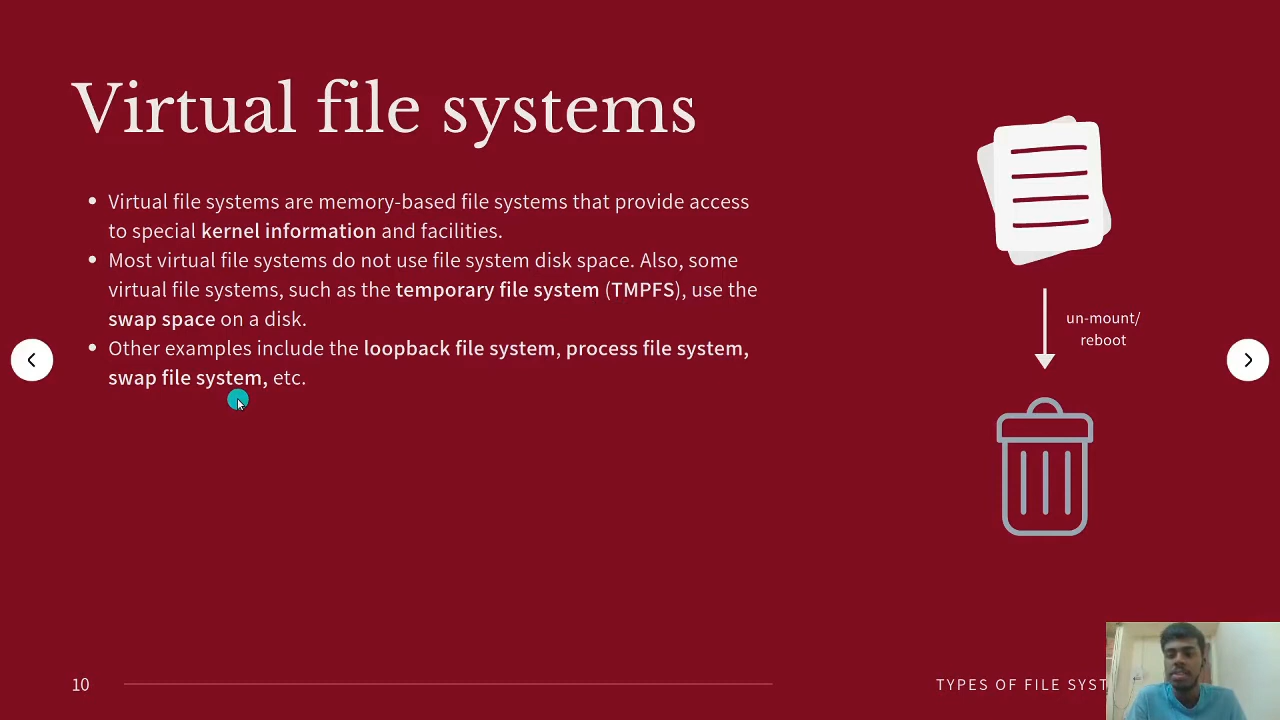 Virtual file systems
• Virtual file systems are memory-based file systems that provide access
to special kernel information and facilities.
• Most virtual file systems do not use file system disk space. Also, some
virtual file systems, such as the temporary file system (TMPFS), use the
swap space on a disk.
• Other examples include the loopback file system, process file system,
swap file system, etc.
un-mount/
reboot
10
TYPES OF FILE SYST